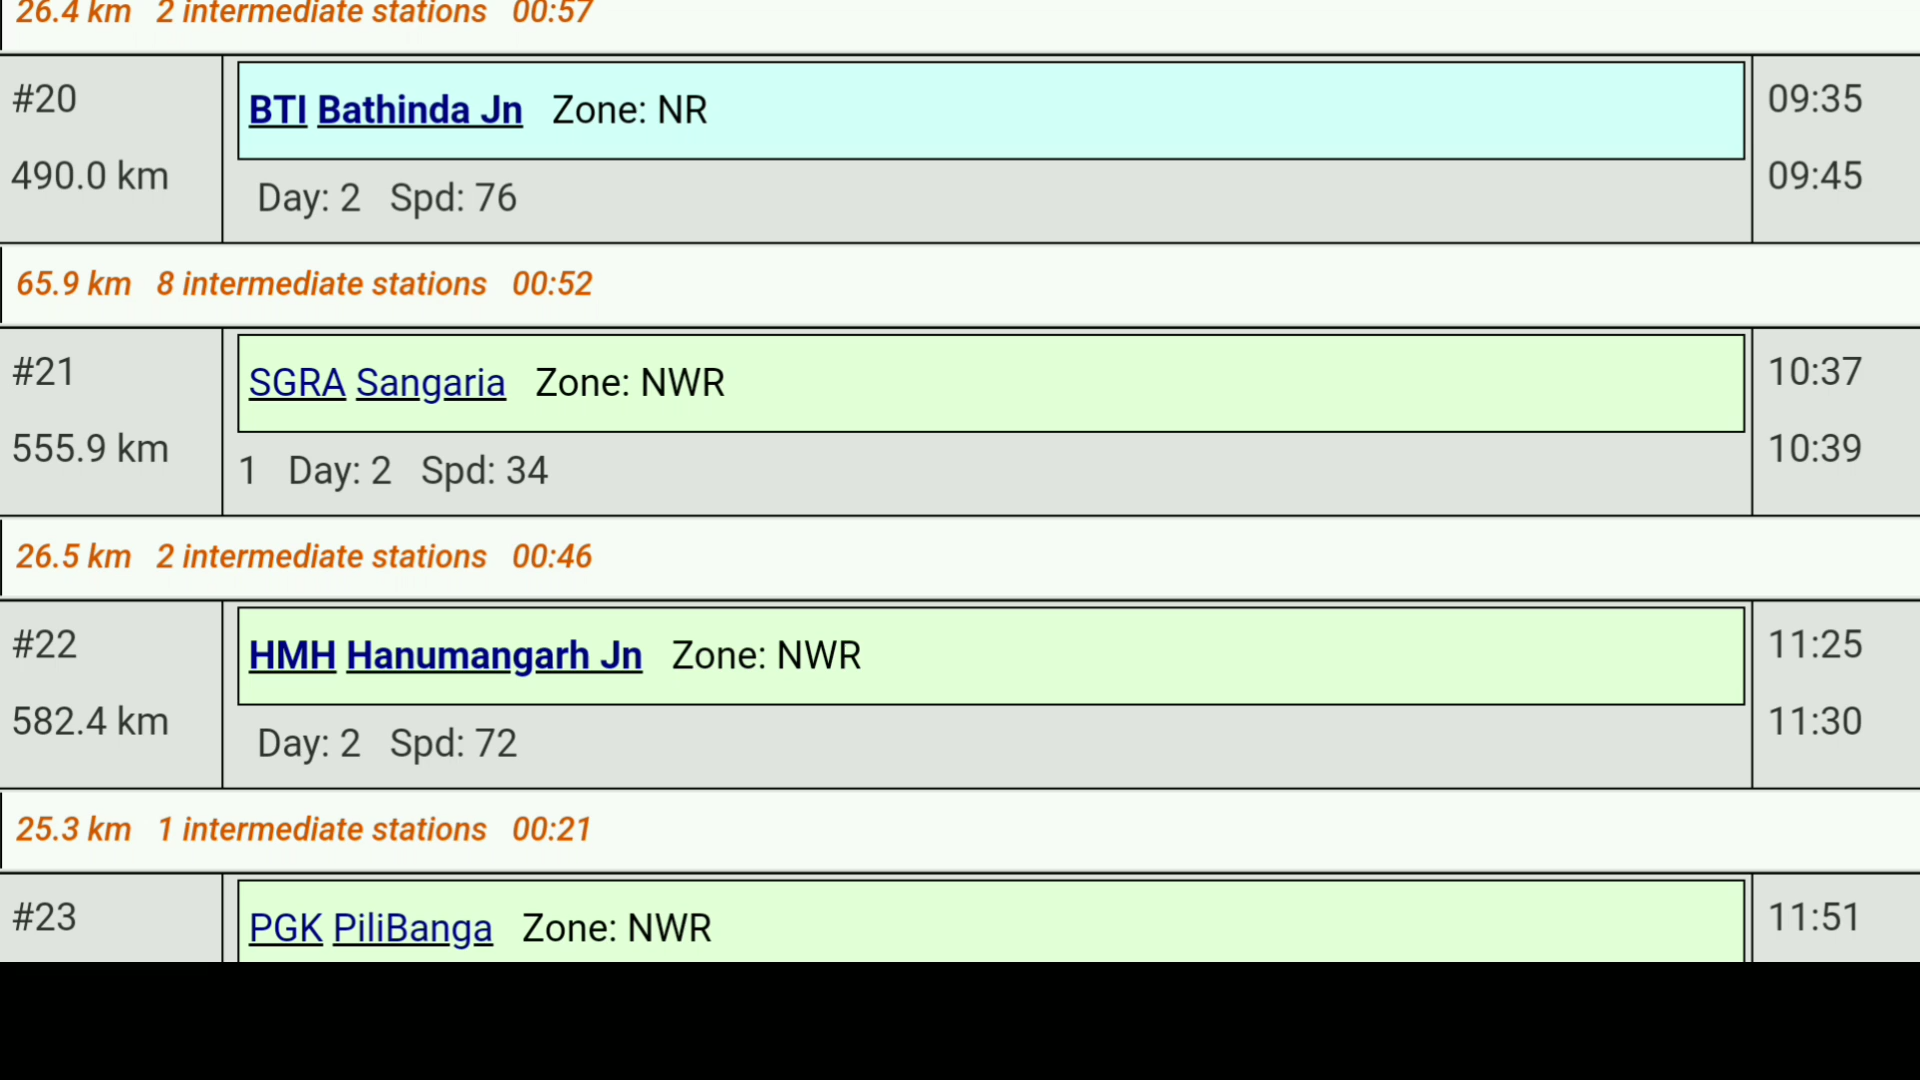 26.4 km 2 intermediate stations 00:57
#20 BTI Bathinda Jn Zone: NR 09:35
490.0 km Day: 2 Spd: 76 09:45
65.9 km 8 intermediate stations 00:52
#21 SGRA Sangaria Zone: NWR 10:37
555.9 km 1 Day: 2 Spd: 34 10:39
26.5 km 2 intermediate stations 00:46
#22 HMH Hanumangarh Jn Zone: NWR 11:25
582.4 km Day: 2 Spd: 72 11:30
25.3 km 1 intermediate stations 00:21
#23 PGK PiliBanga Zone: NWR 11:51